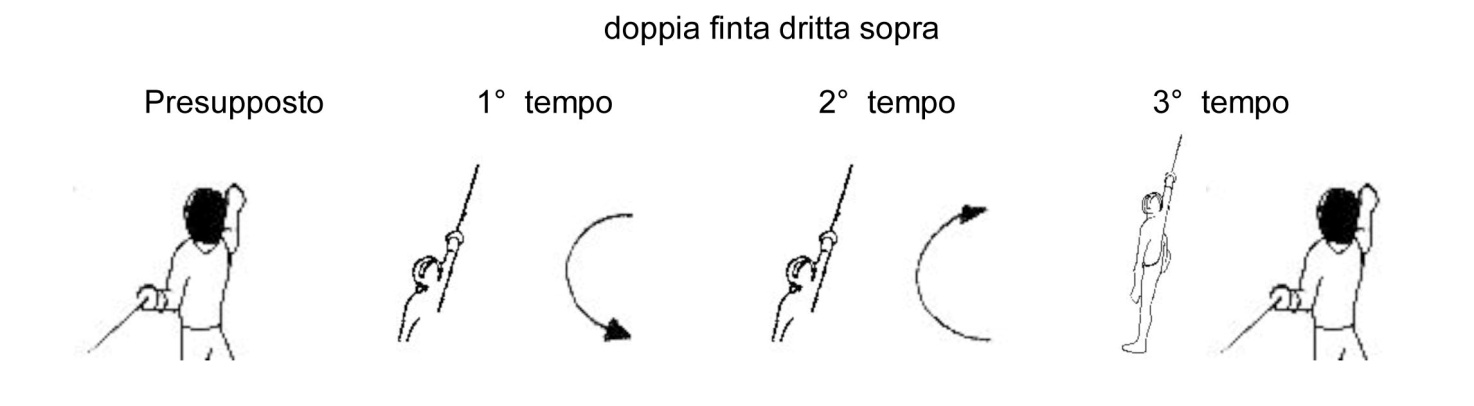 doppia finta dritta sopra
Presupposto 1° tempo 2° tempo 3° tempo